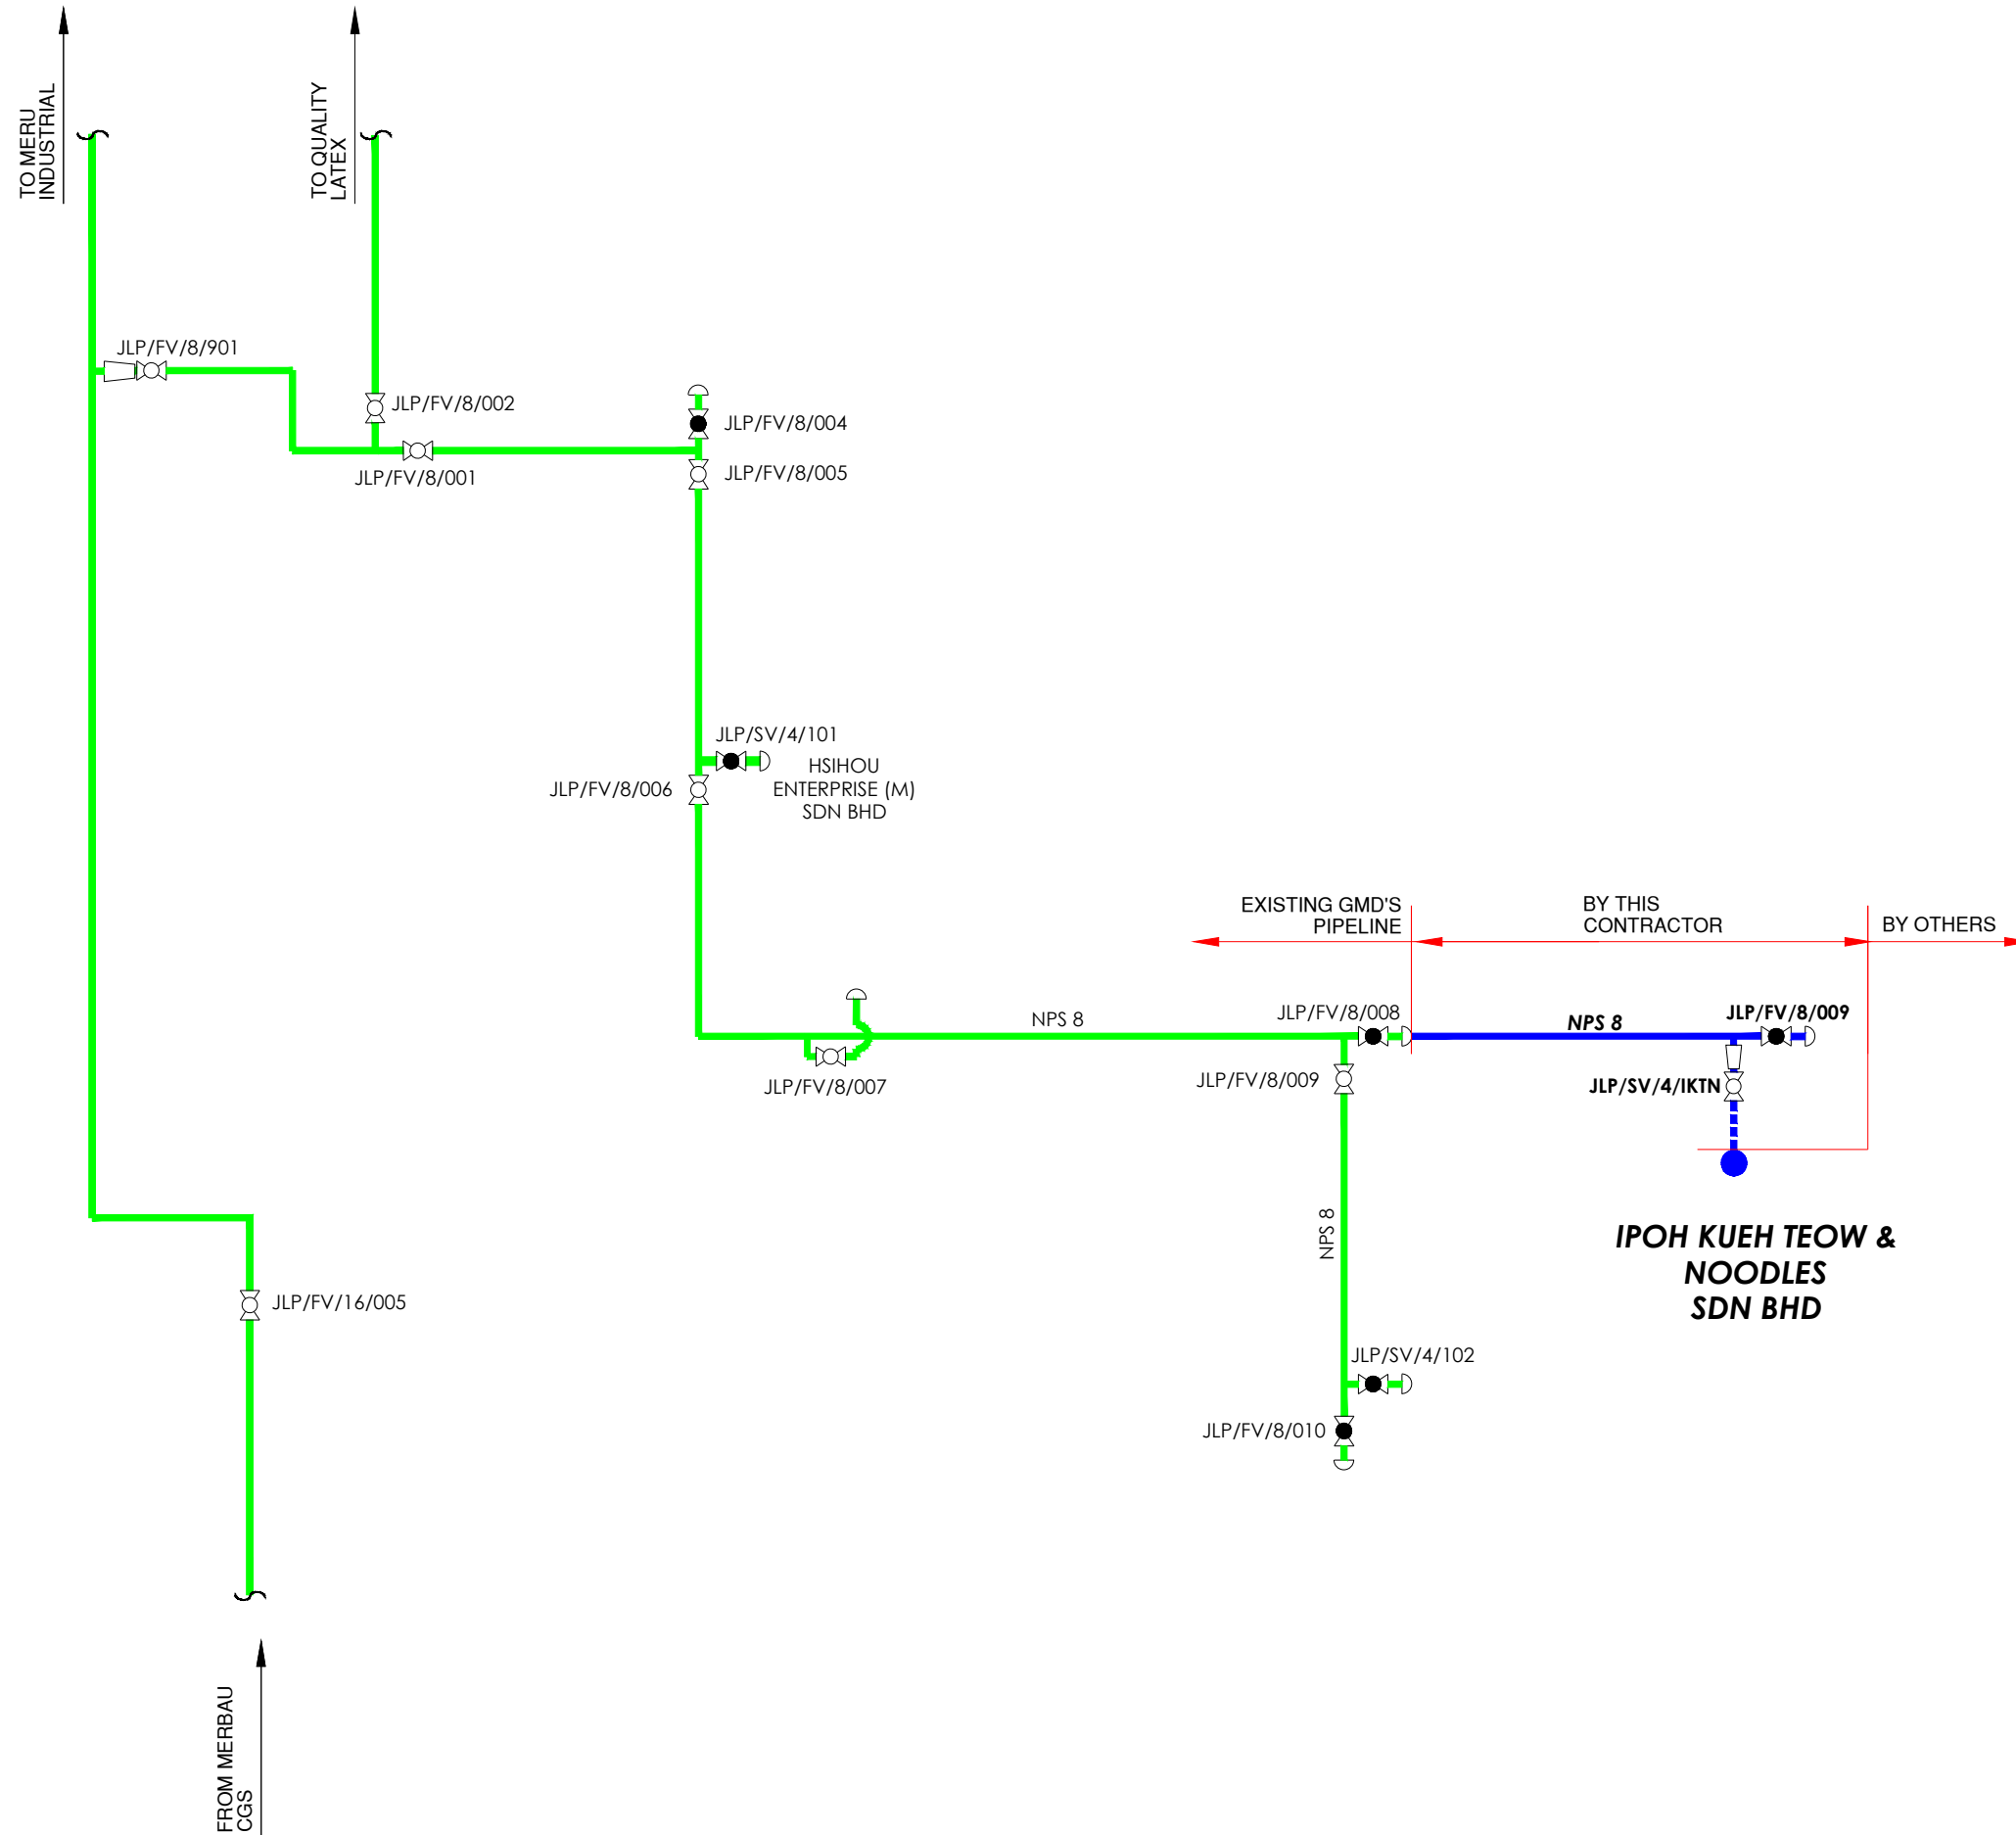 TO MERU
INDUSTRIAL
TO QUALITY
LATEX
JLP/FV/8/901
JLP/FV/8/002
JLP/FV/8/001
JLP/FV/8/004
JLP/FV/8/005
JLP/SV/4/101
HSIHOU
ENTERPRISE (M)
SDN BHD
JLP/FV/8/006
EXISTING GMD'S
PIPELINE
BY THIS
CONTRACTOR
BY OTHERS
NPS 8
JLP/FV/8/008
NPS 8
JLP/FV/8/009
JLP/FV/8/007
JLP/FV/8/009
JLP/SV/4/IKTN
NPS 8
IPOH KUEH TEOW &
NOODLES
SDN BHD
JLP/FV/16/005
JLP/SV/4/102
JLP/FV/8/010
FROM MERBAU
CGS